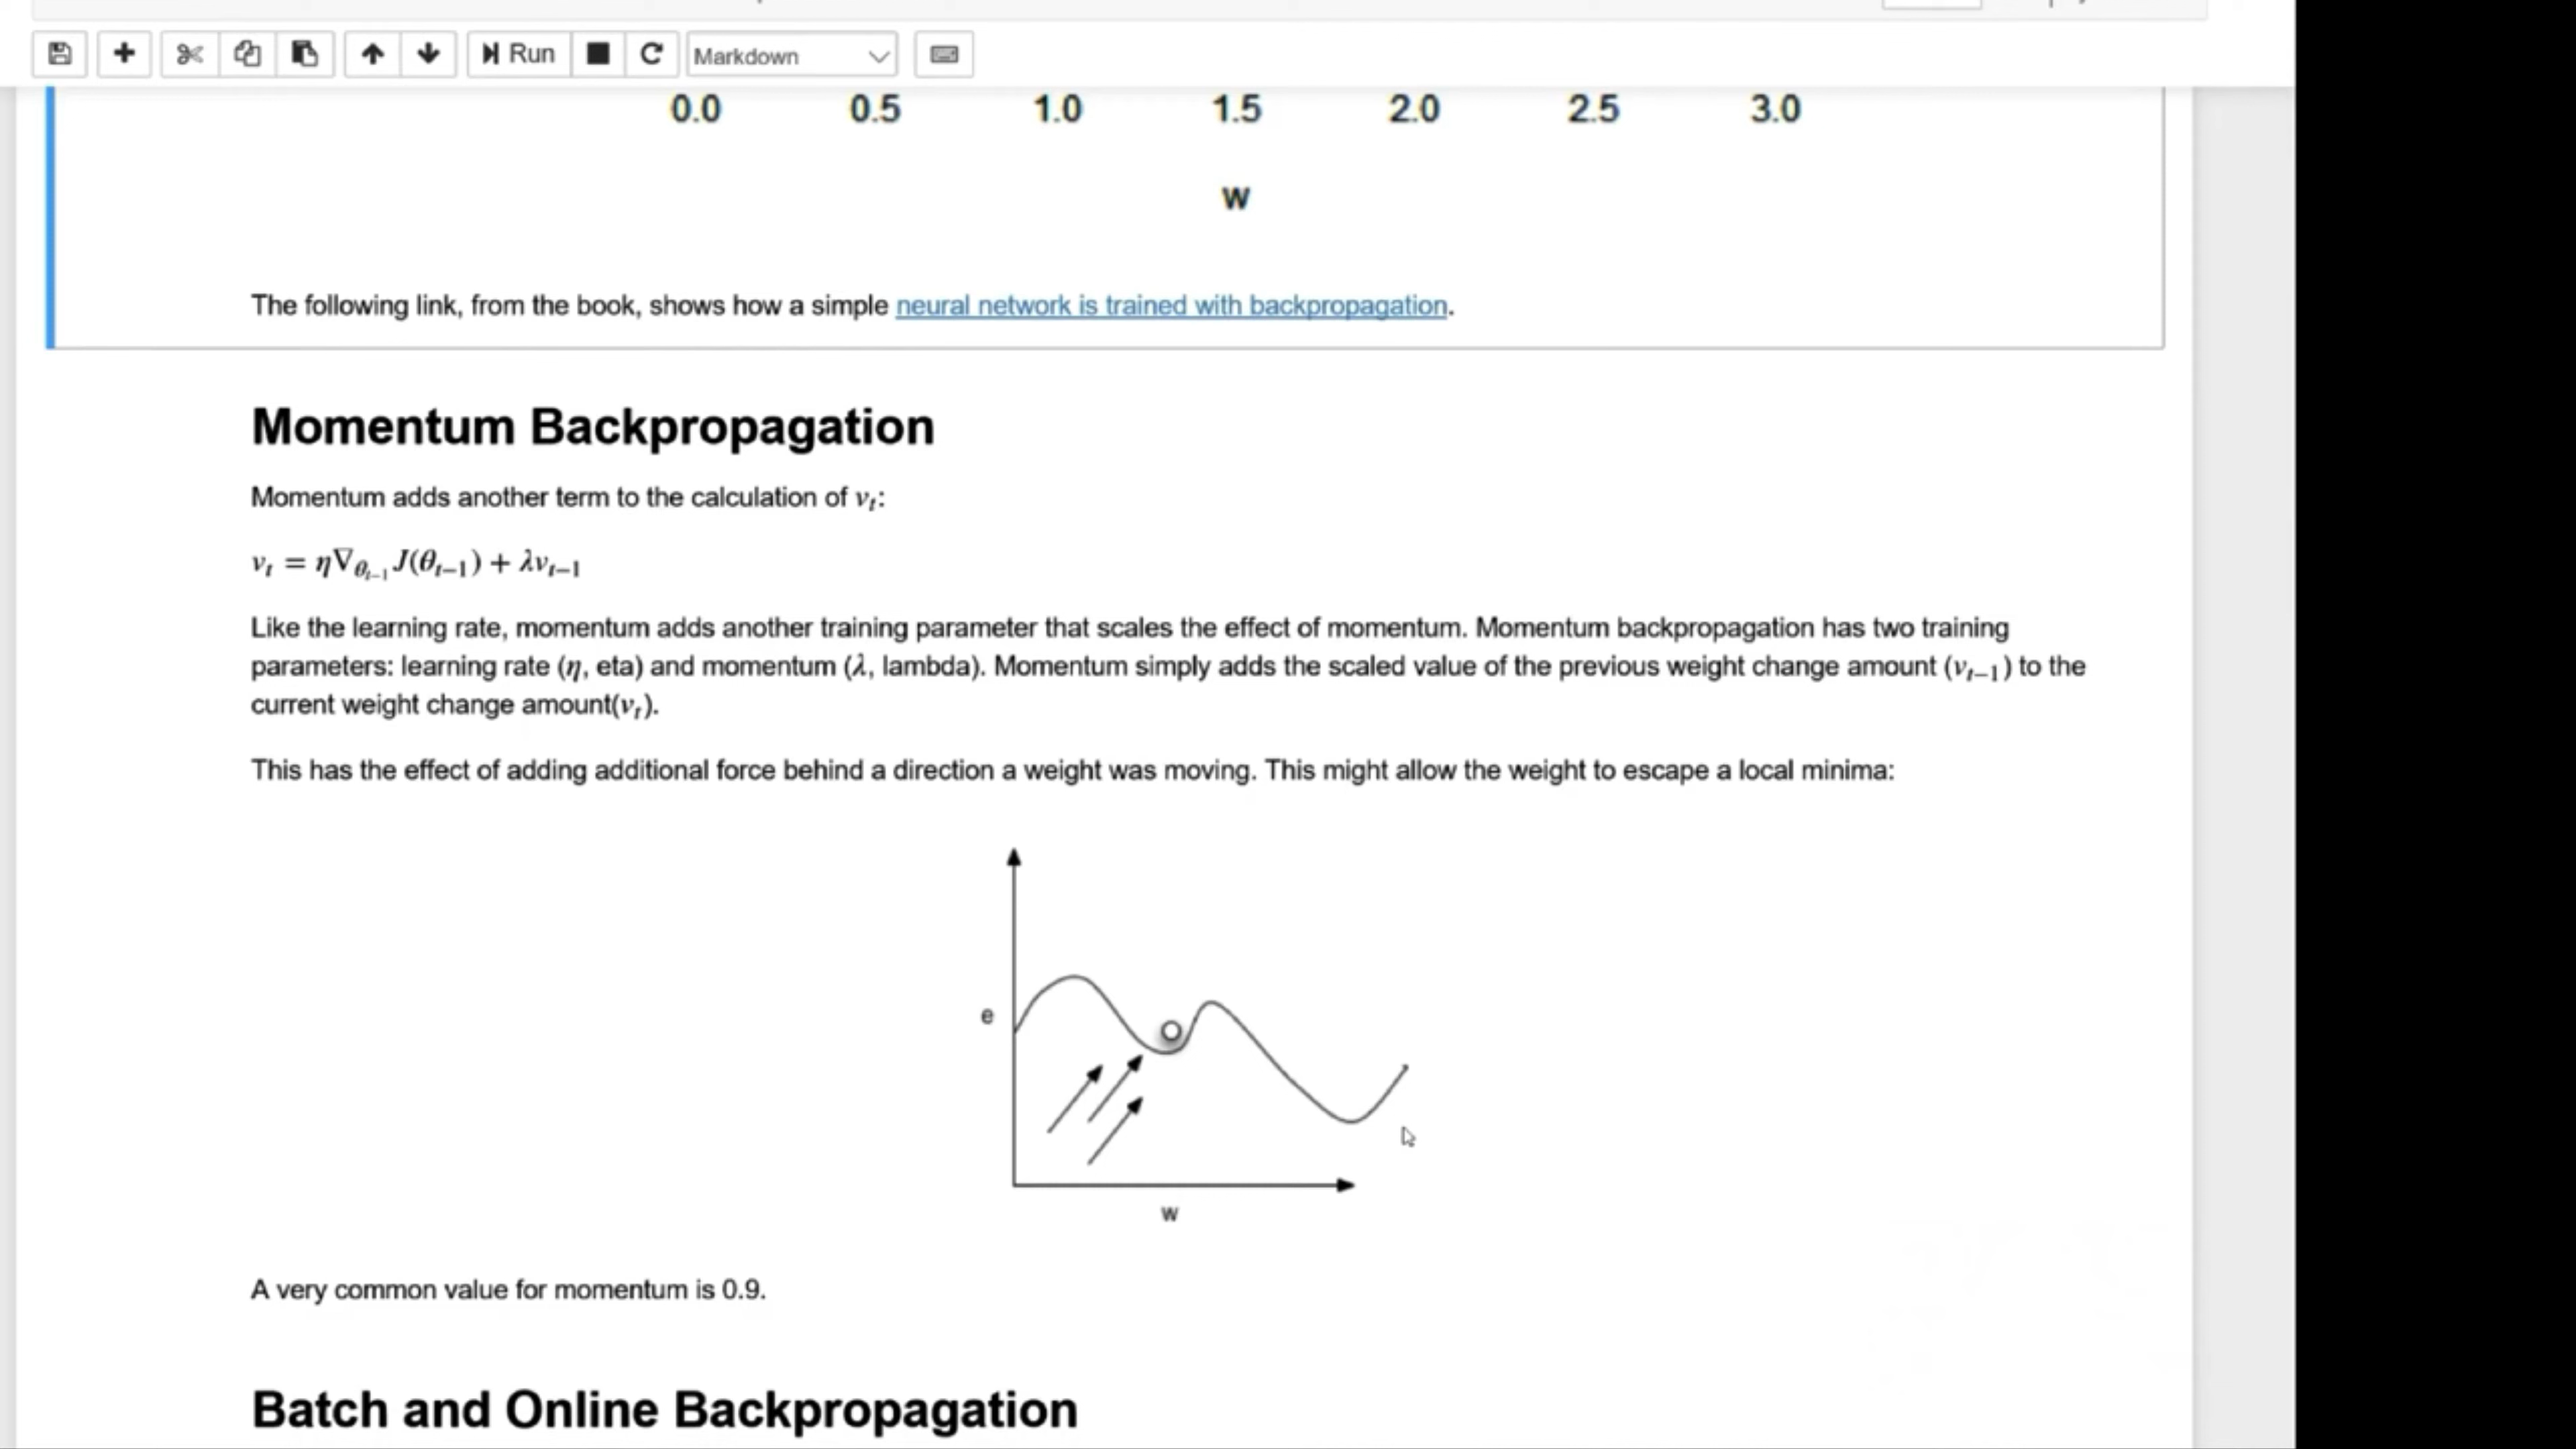 Run
Markdown
0.0 0.5 1.0 1.5 2.0 2.5 3.0
w
The following link, from the book, shows how a simple neural network is trained with backpropagation.
Momentum Backpropagation
Momentum adds another term to the calculation of vₜ:
vₜ = η∇_{θₜ₋₁} J(θₜ₋₁) + λvₜ₋₁
Like the learning rate, momentum adds another training parameter that scales the effect of momentum. Momentum backpropagation has two training
parameters: learning rate (η, eta) and momentum (λ, lambda). Momentum simply adds the scaled value of the previous weight change amount (vₜ₋₁) to the
current weight change amount(vₜ).
This has the effect of adding additional force behind a direction a weight was moving. This might allow the weight to escape a local minima:
e
w
A very common value for momentum is 0.9.
Batch and Online Backpropagation